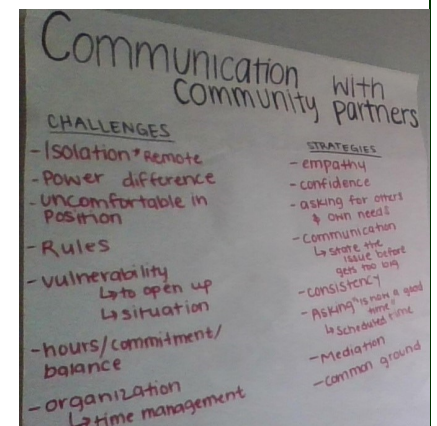 Communication with
community partners
CHALLENGES
- Isolation * Remote
- Power difference
- uncomfortable in
position
- Rules
- vulnerability
↳ to open up
↳ situation
- hours/commitment/
balance
- organization
↳ time management
STRATEGIES
- empathy
- confidence
- asking for others
& own needs
- communication
↳ state the
issue before
gets too big
- consistency
- Asking "is now a good
time"
↳ scheduled time
- Mediation
- common ground